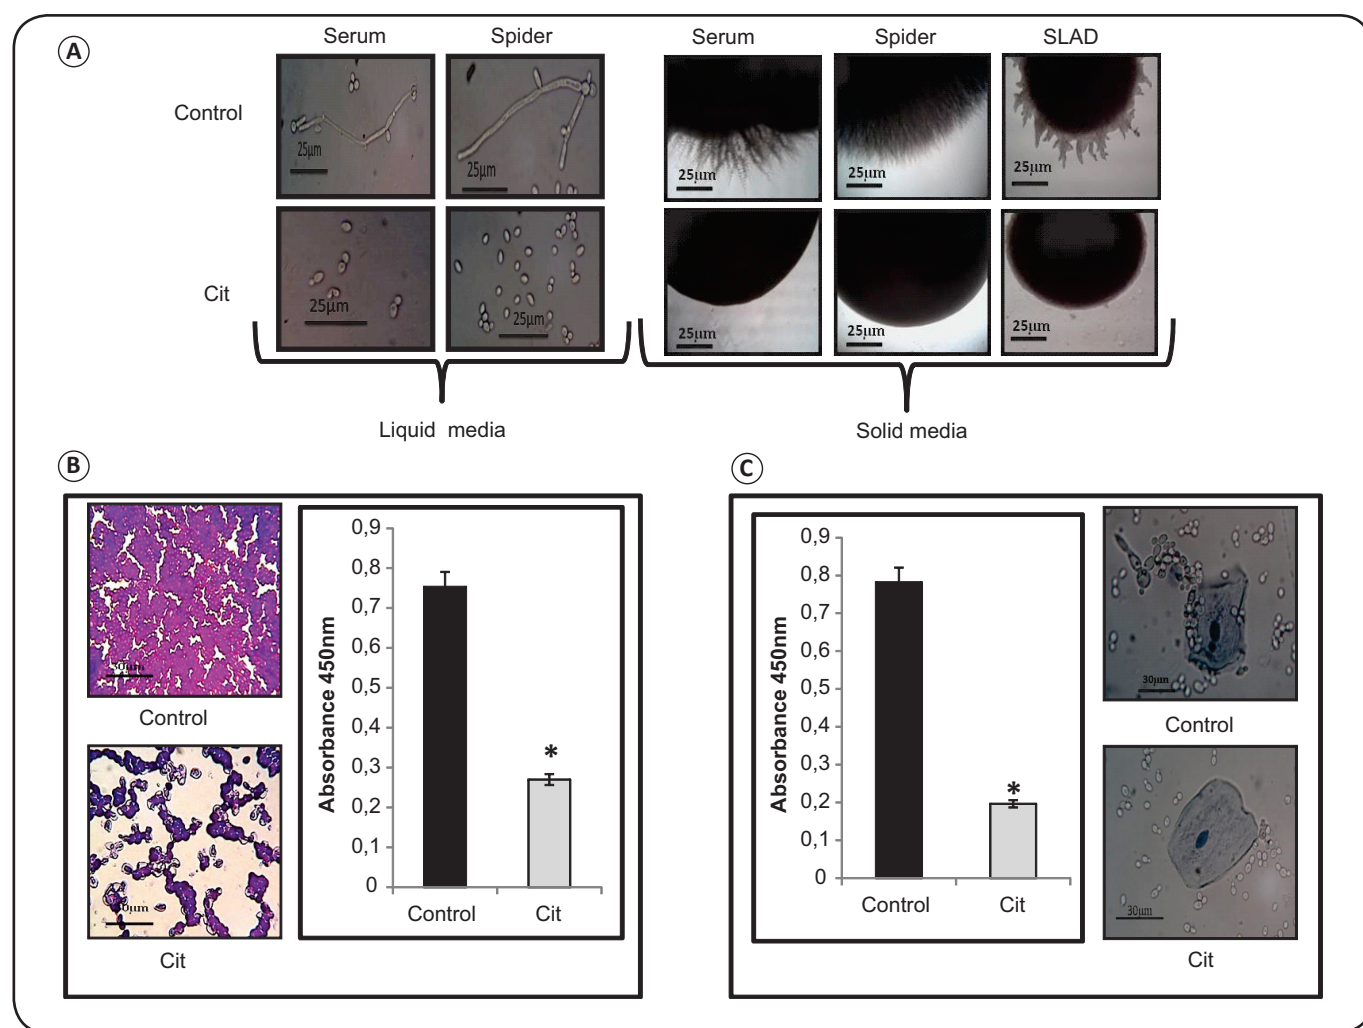 A
Serum Spider Serum Spider SLAD
Control
25μm 25μm 25μm 25μm 25μm
Cit
25μm 25μm 25μm 25μm 25μm
Liquid media Solid media
B
30μm
Control
30μm
Cit
Absorbance 450nm
0,9
0,8
0,7
0,6
0,5
0,4
0,3
0,2
0,1
0
*
Control Cit
C
Absorbance 450nm
0,9
0,8
0,7
0,6
0,5
0,4
0,3
0,2
0,1
0
*
Control Cit
30μm
Control
30μm
Cit